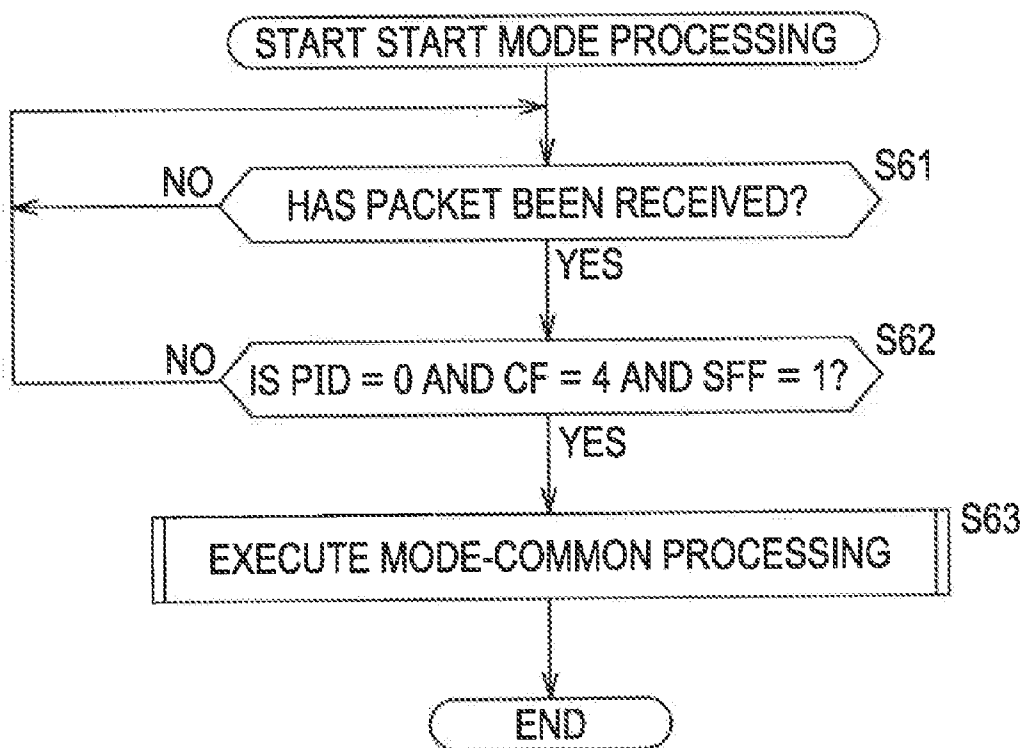 START START MODE PROCESSING
S61
NO
HAS PACKET BEEN RECEIVED?
YES
S62
NO
IS PID = 0 AND CF = 4 AND SFF = 1?
YES
S63
EXECUTE MODE-COMMON PROCESSING
END